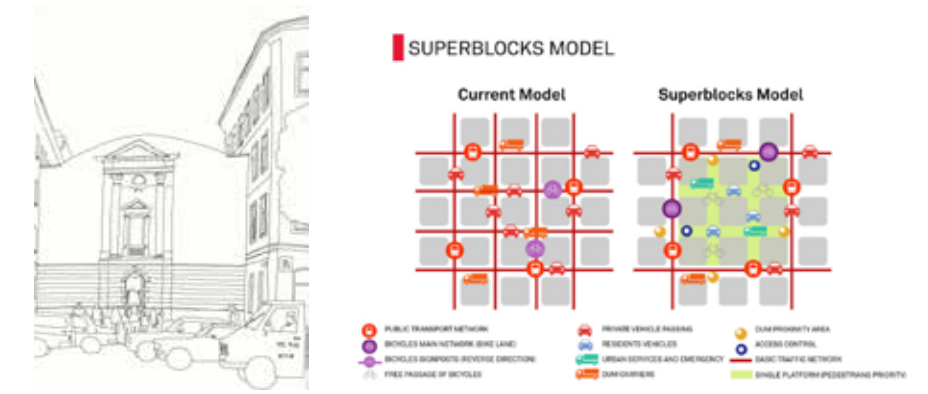 SUPERBLOCKS MODEL
Current Model
Superblocks Model
PUBLIC TRANSPORT NETWORK
BICYCLES MAIN NETWORK (BIKE LANE)
BICYCLES SIGNPOSTS (REVERSE DIRECTION)
FREE PASSAGE OF BICYCLES
PRIVATE VEHICLE PASSING
RESIDENTS VEHICLES
URBAN SERVICES AND EMERGENCY
DUM CARRIERS
DUM PROXIMITY AREA
ACCESS CONTROL
BASIC TRAFFIC NETWORK
SINGLE PLATFORM (PEDESTRIANS PRIORITY)